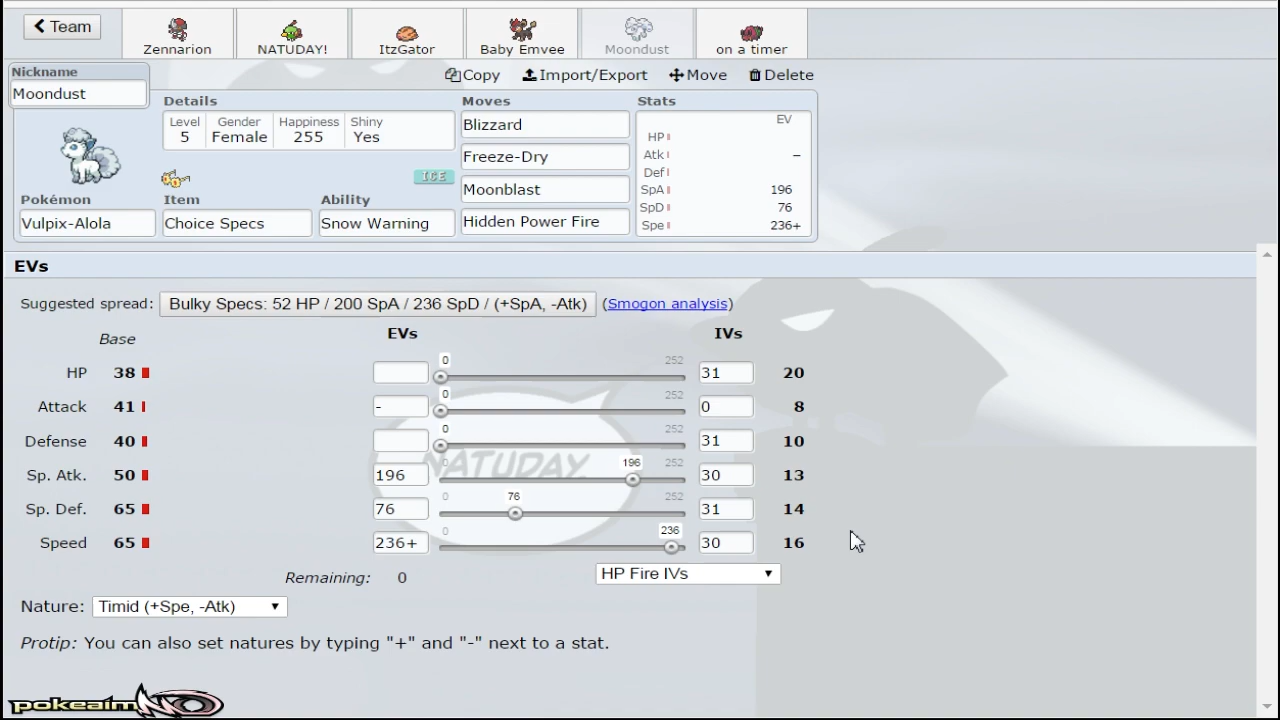 Team
Zennarion
NATUDAY!
ItzGator
Baby Emvee
Moondust
on a timer
Nickname
Moondust
Copy
Import/Export
Move
Delete
Details
Level
5
Gender
Female
Happiness
255
Shiny
Yes
ICE
Pokémon
Vulpix-Alola
Item
Choice Specs
Ability
Snow Warning
Moves
Blizzard
Freeze-Dry
Moonblast
Hidden Power Fire
Stats
EV
HP
Atk –
Def
SpA 196
SpD 76
Spe 236+
EVs
Suggested spread: Bulky Specs: 52 HP / 200 SpA / 236 SpD / (+SpA, -Atk) (Smogon analysis)
Base EVs IVs
HP 38 0 252 31 20
Attack 41 - 0 252 0 8
Defense 40 0 252 31 10
Sp. Atk. 50 196 0 196 252 30 13
Sp. Def. 65 76 0 76 252 31 14
Speed 65 236+ 0 236 30 16
NATUDAY.
Remaining: 0
HP Fire IVs
Nature: Timid (+Spe, -Atk)
Protip: You can also set natures by typing "+" and "-" next to a stat.
pokeaimMD